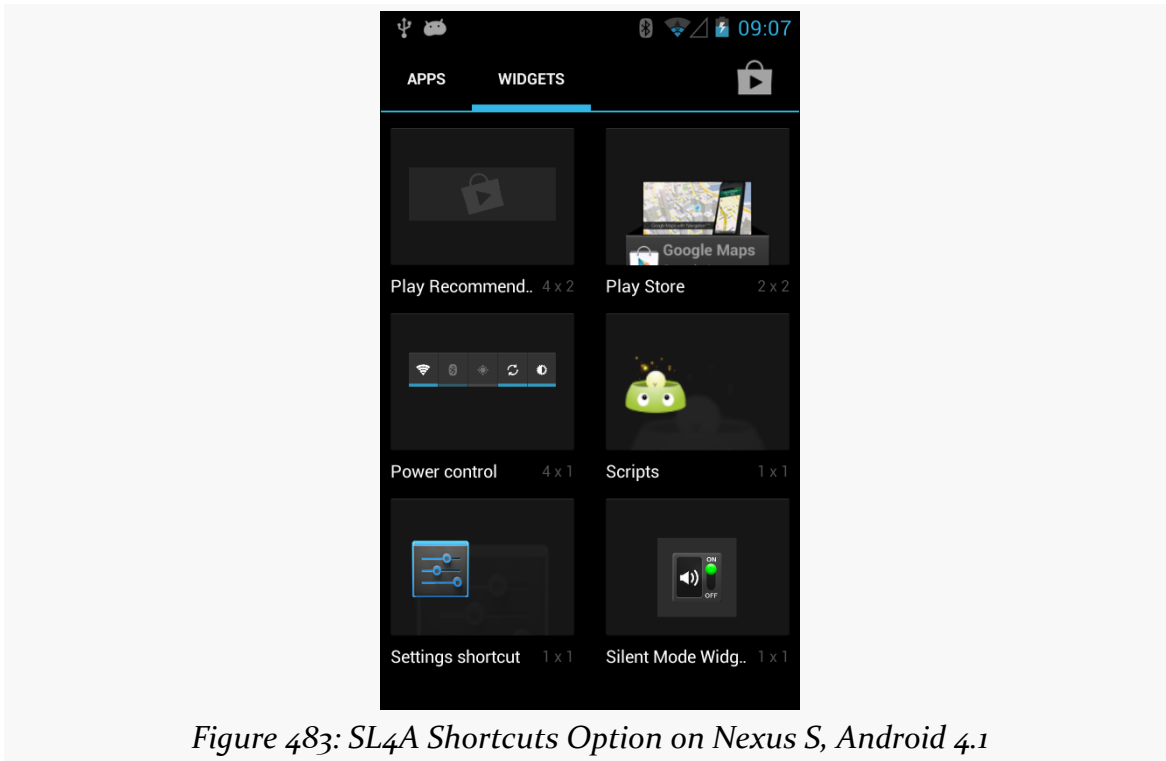 09:07
APPS WIDGETS
Google Maps
Play Recommend.. 4 x 2
Play Store 2 x 2
Power control 4 x 1
Scripts 1 x 1
ON
OFF
Settings shortcut 1 x 1
Silent Mode Widg.. 1 x 1
Figure 483: SL4A Shortcuts Option on Nexus S, Android 4.1